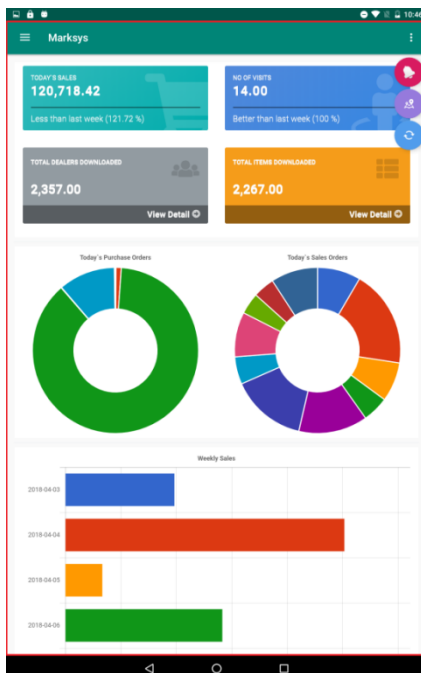 10:46
Marksys
TODAY'S SALES
120,718.42
Less than last week (121.72 %)
NO OF VISITS
14.00
Better than last week (100 %)
TOTAL DEALERS DOWNLOADED
2,357.00
View Detail
TOTAL ITEMS DOWNLOADED
2,267.00
View Detail
Today`s Purchase Orders
Today`s Sales Orders
Weekly Sales
2018-04-03
2018-04-04
2018-04-05
2018-04-06